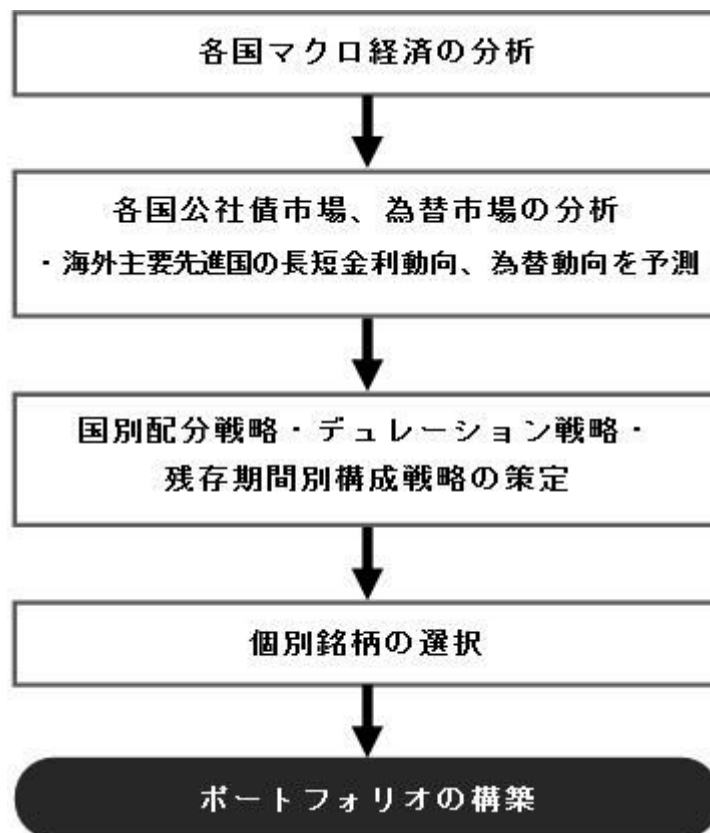 各国マクロ経済の分析
各国公社債市場、為替市場の分析
・海外主要先進国の長短金利動向、為替動向を予測
国別配分戦略・デュレーション戦略・
残存期間別構成戦略の策定
個別銘柄の選択
ポートフォリオの構築